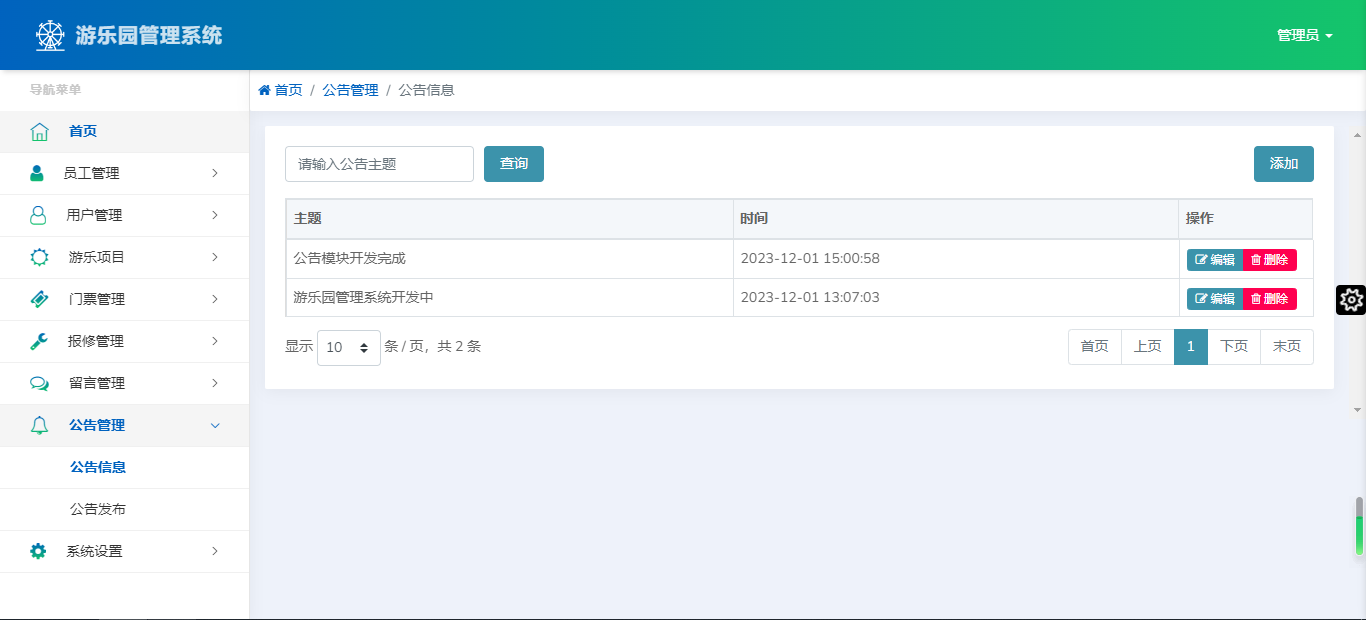 游乐园管理系统
管理员
导航菜单
首页 / 公告管理 / 公告信息
首页
员工管理
用户管理
游乐项目
门票管理
报修管理
留言管理
公告管理
公告信息
公告发布
系统设置
请输入公告主题 查询 添加
主题 时间 操作
公告模块开发完成 2023-12-01 15:00:58 编辑 删除
游乐园管理系统开发中 2023-12-01 13:07:03 编辑 删除
显示 10 条 / 页，共 2 条 首页 上页 1 下页 末页